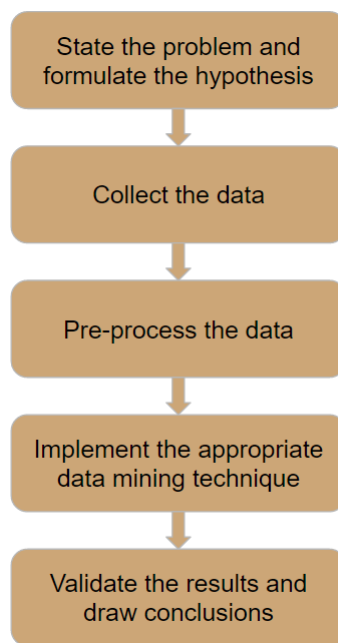 State the problem and
formulate the hypothesis
Collect the data
Pre-process the data
Implement the appropriate
data mining technique
Validate the results and
draw conclusions